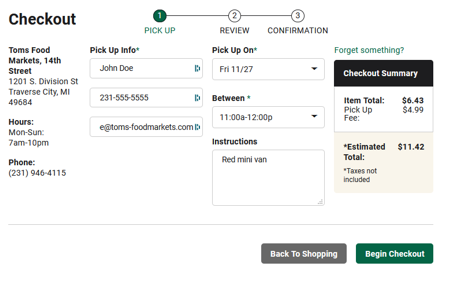 Checkout
1
2
3
PICK UP
REVIEW
CONFIRMATION
Toms Food
Markets, 14th
Street
1201 S. Division St
Traverse City, MI
49684
Hours:
Mon-Sun:
7am-10pm
Phone:
(231) 946-4115
Pick Up Info*
John Doe
231-555-5555
e@toms-foodmarkets.com
Pick Up On*
Fri 11/27
Between *
11:00a-12:00p
Instructions
Red mini van
Forget something?
Checkout Summary
Item Total: $6.43
Pick Up $4.99
Fee:
*Estimated $11.42
Total:
*Taxes not
included
Back To Shopping
Begin Checkout